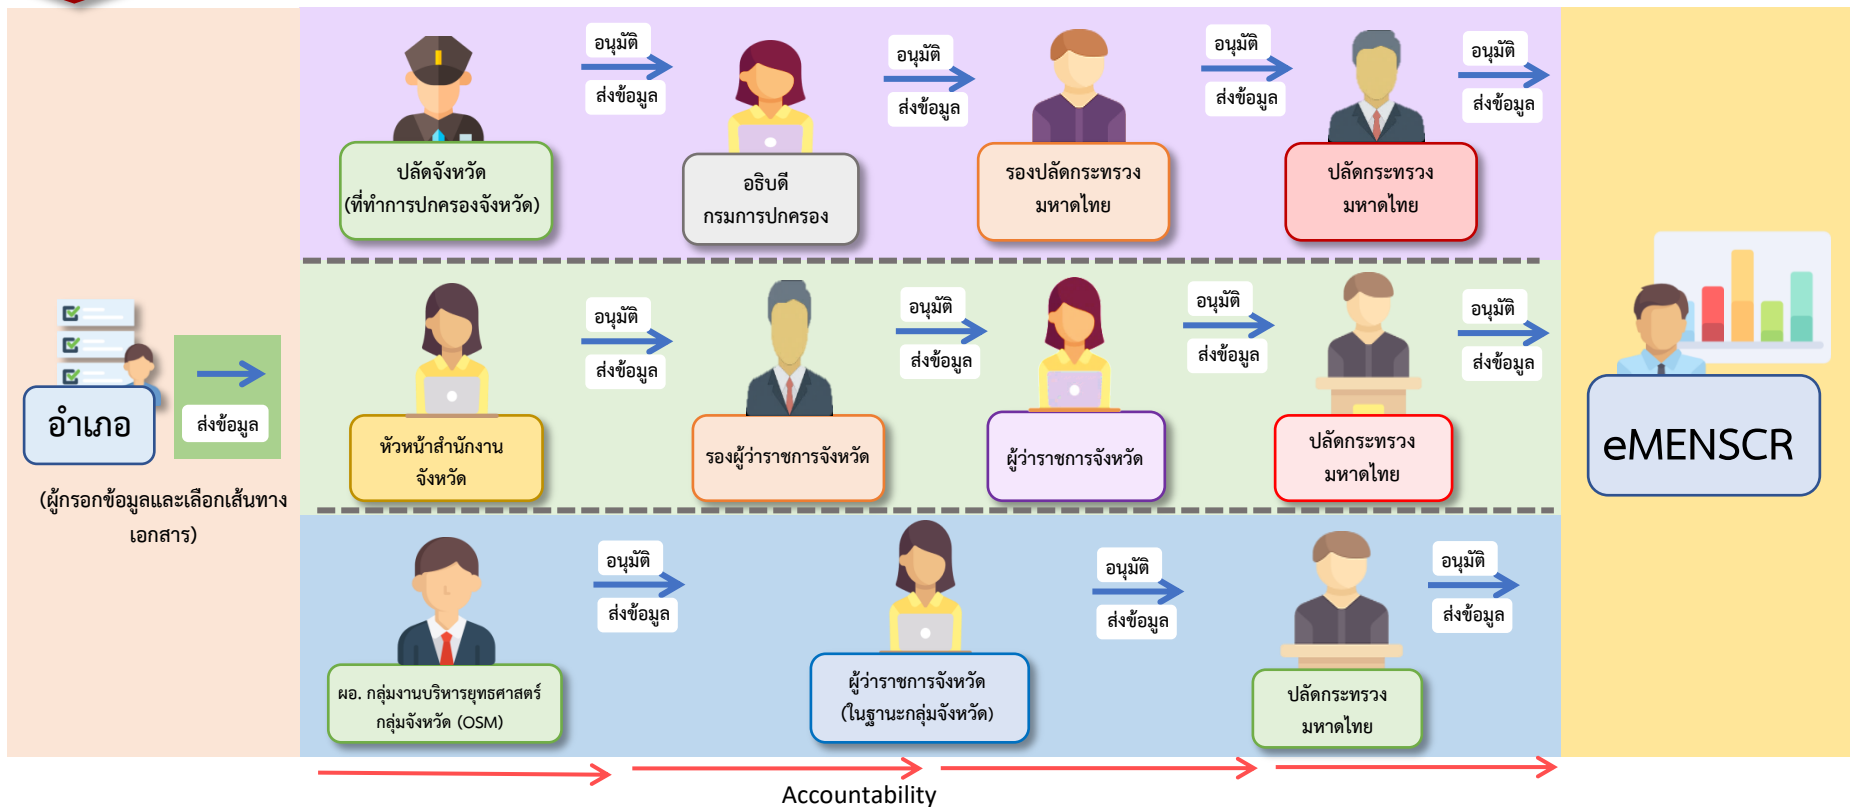 อนุมัติ
ส่งข้อมูล
อนุมัติ
ส่งข้อมูล
อนุมัติ
ส่งข้อมูล
อนุมัติ
ส่งข้อมูล
ปลัดจังหวัด
(ที่ทำการปกครองจังหวัด)
อธิบดี
กรมการปกครอง
รองปลัดกระทรวง
มหาดไทย
ปลัดกระทรวง
มหาดไทย
อำเภอ
ส่งข้อมูล
(ผู้กรอกข้อมูลและเลือกเส้นทาง
เอกสาร)
อนุมัติ
ส่งข้อมูล
อนุมัติ
ส่งข้อมูล
อนุมัติ
ส่งข้อมูล
อนุมัติ
ส่งข้อมูล
หัวหน้าสำนักงาน
จังหวัด
รองผู้ว่าราชการจังหวัด
ผู้ว่าราชการจังหวัด
ปลัดกระทรวง
มหาดไทย
eMENSCR
อนุมัติ
ส่งข้อมูล
อนุมัติ
ส่งข้อมูล
อนุมัติ
ส่งข้อมูล
ผอ. กลุ่มงานบริหารยุทธศาสตร์
กลุ่มจังหวัด (OSM)
ผู้ว่าราชการจังหวัด
(ในฐานะกลุ่มจังหวัด)
ปลัดกระทรวง
มหาดไทย
Accountability